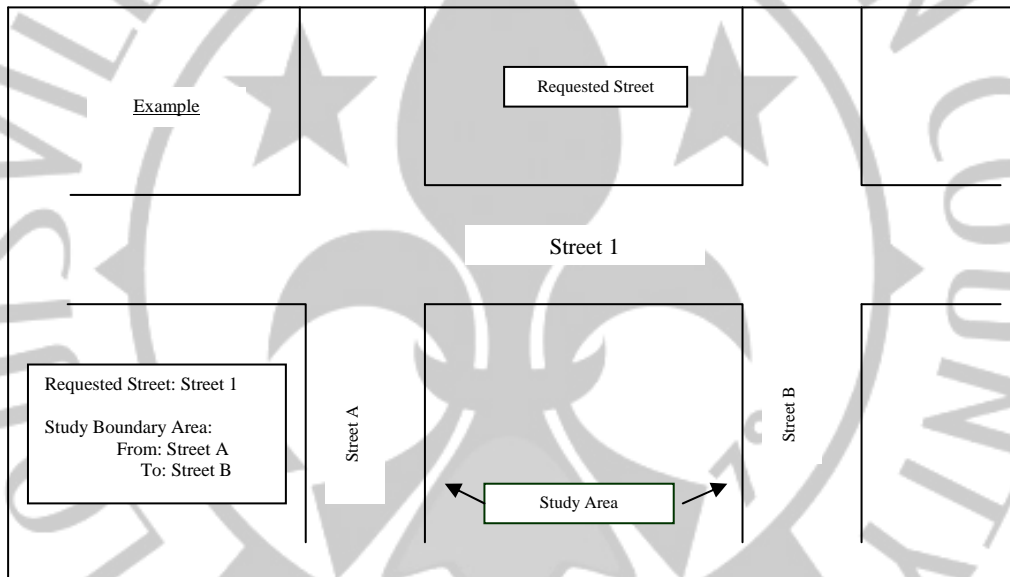 Example
Requested Street
Street 1
Requested Street: Street 1
Study Boundary Area:
From: Street A
To: Street B
Street A
Street B
Study Area
COUNTY